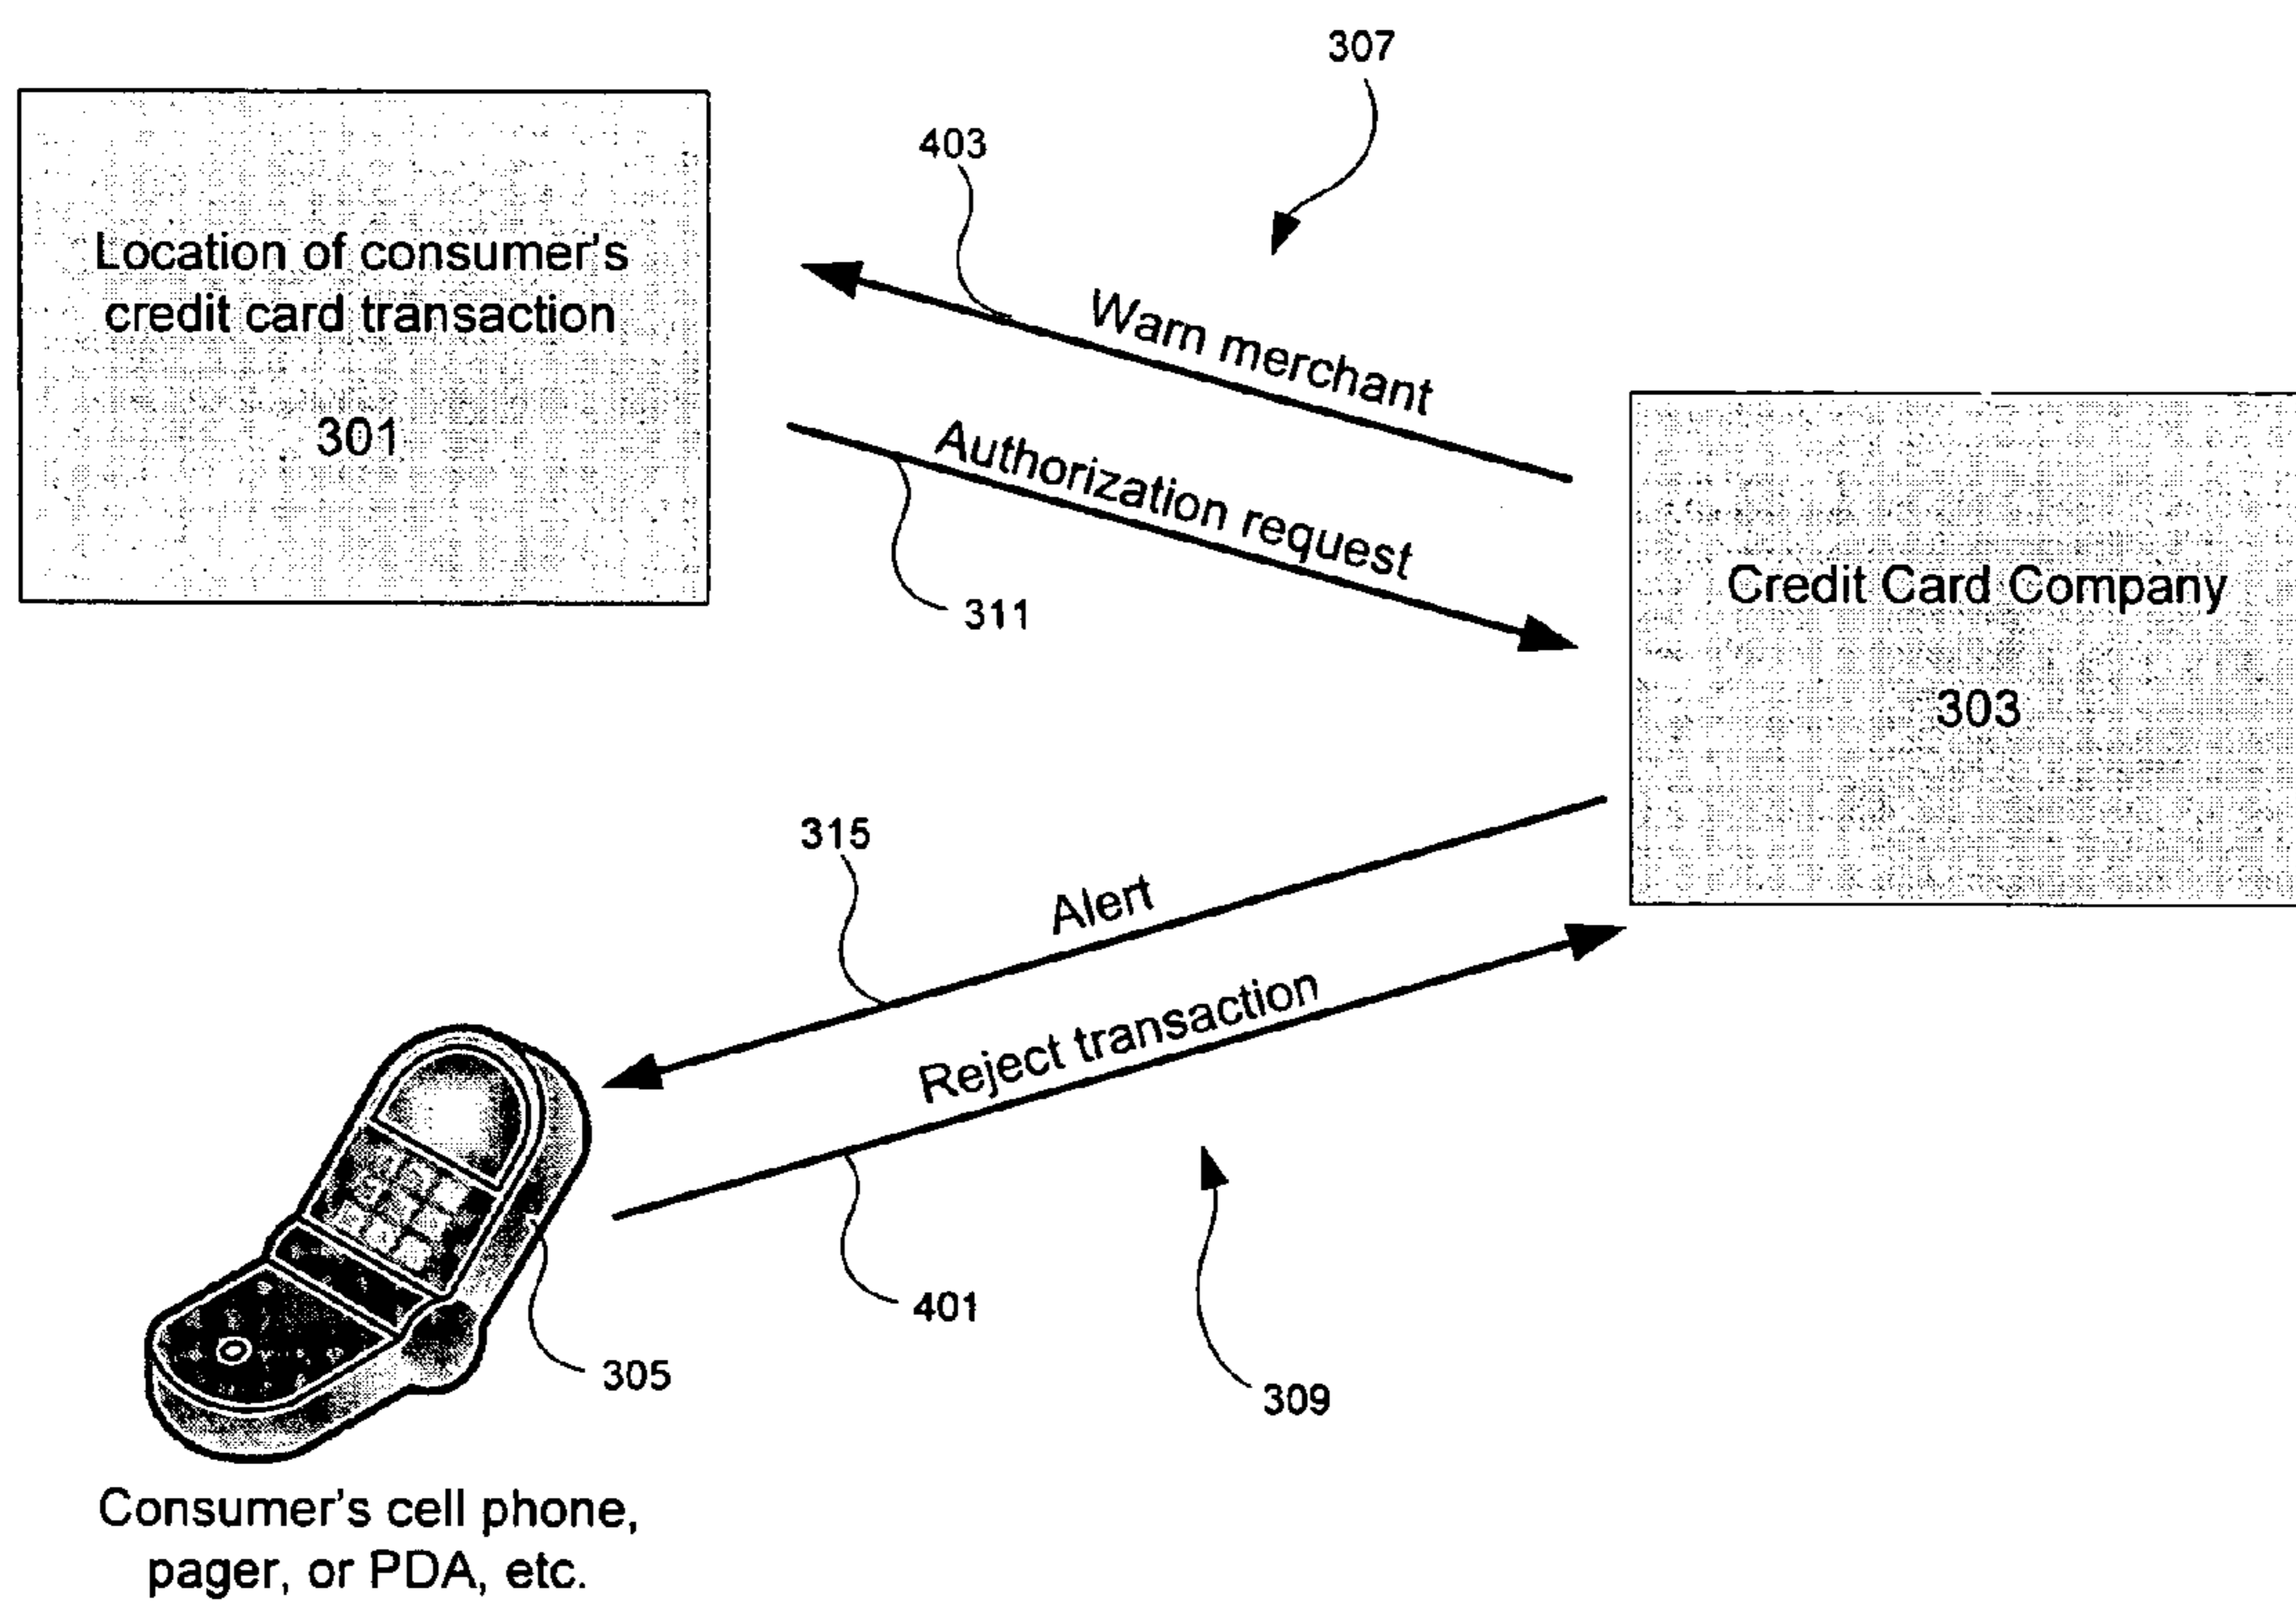 307
403
Location of consumer's
credit card transaction
301
Warn merchant
Authorization request
311
Credit Card Company
303
315
Alert
Reject transaction
401
305
309
Consumer's cell phone,
pager, or PDA, etc.